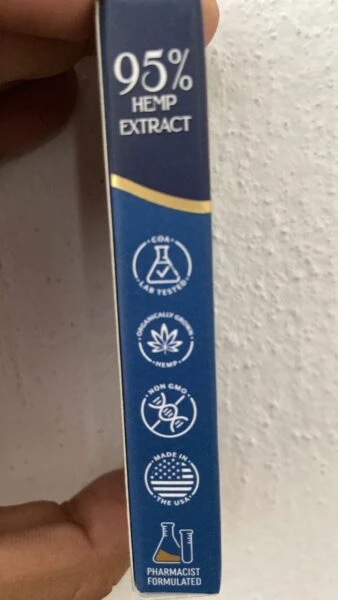 95%
HEMP
EXTRACT
COA
LAB TESTED
ORGANICALLY GROWN
HEMP
NON GMO
MADE IN
THE USA
PHARMACIST
FORMULATED